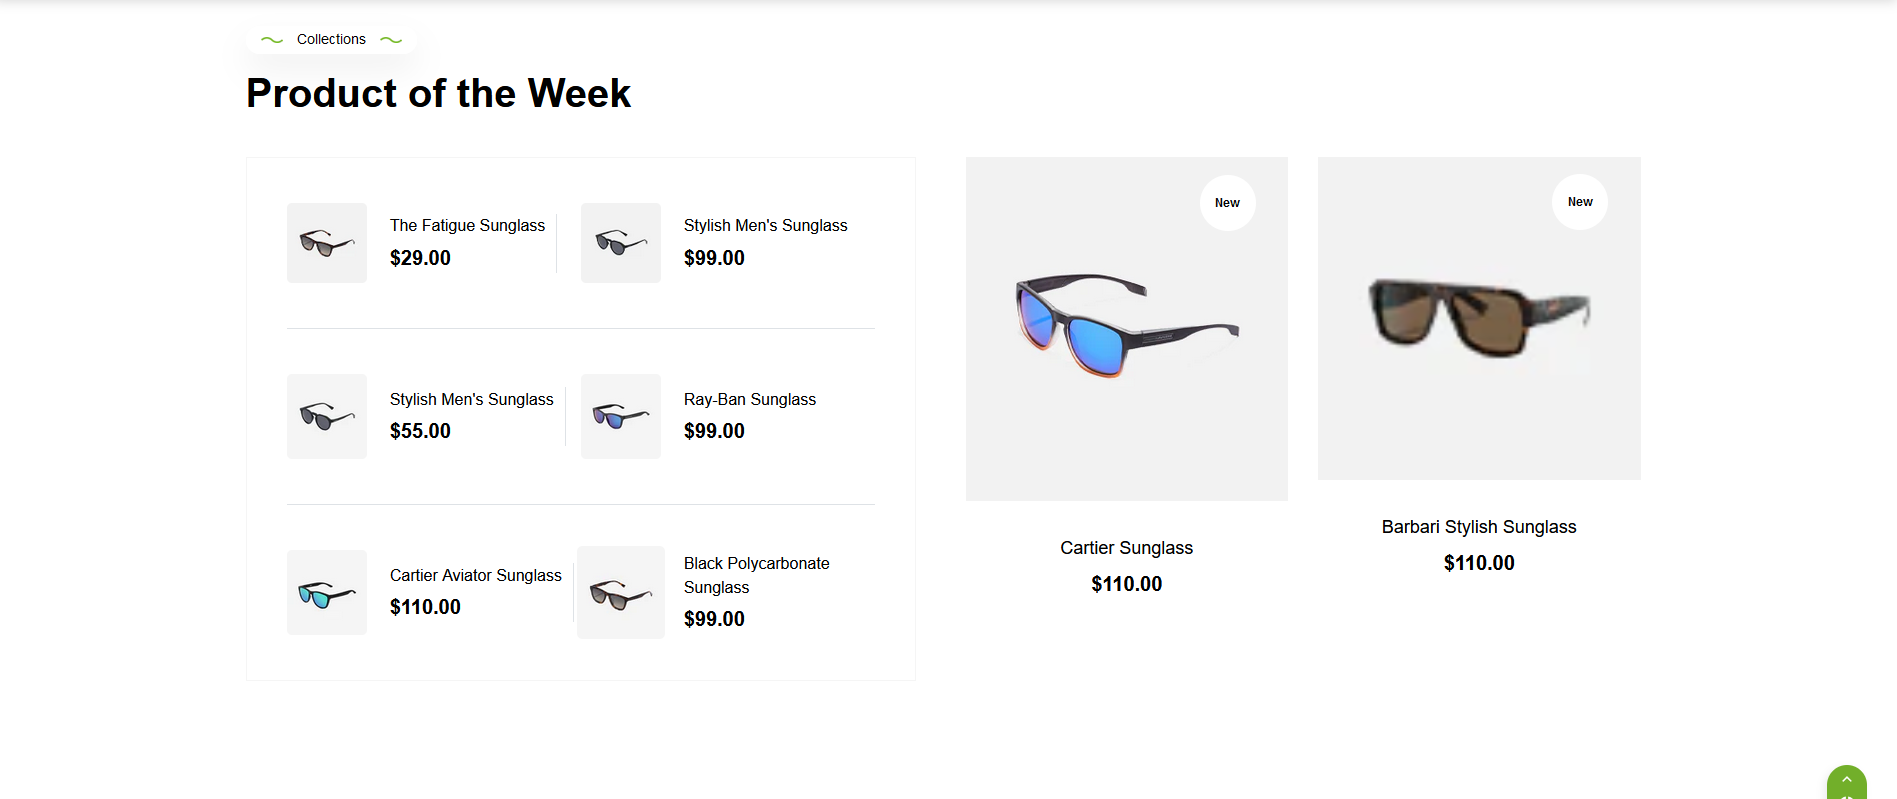 Collections
Product of the Week
The Fatigue Sunglass
$29.00
Stylish Men's Sunglass
$99.00
Stylish Men's Sunglass
$55.00
Ray-Ban Sunglass
$99.00
Cartier Aviator Sunglass
$110.00
Black Polycarbonate
Sunglass
$99.00
New
Cartier Sunglass
$110.00
New
Barbari Stylish Sunglass
$110.00